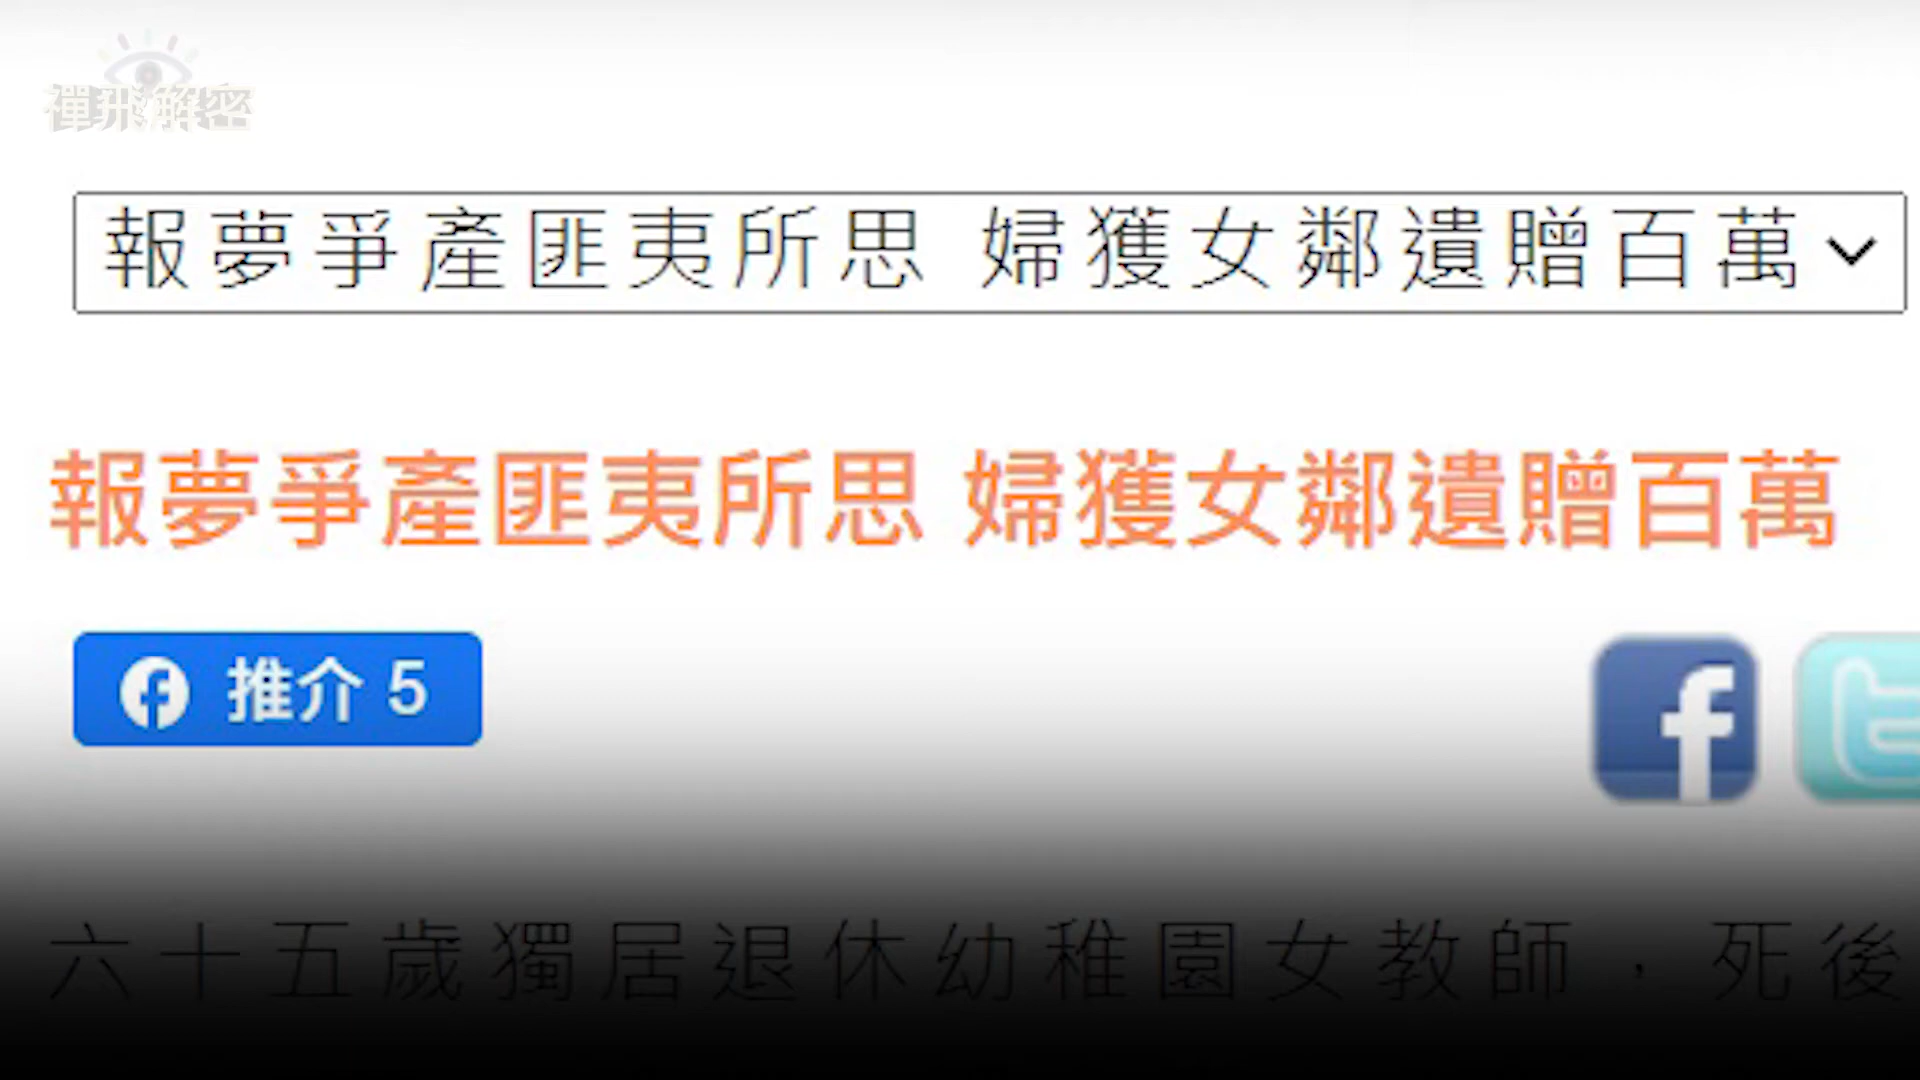 禪飛解密
報夢爭產匪夷所思 婦獲女鄰遺贈百萬
報夢爭產匪夷所思 婦獲女鄰遺贈百萬
推介 5
六十五歲獨居退休幼稚園女教師，死後